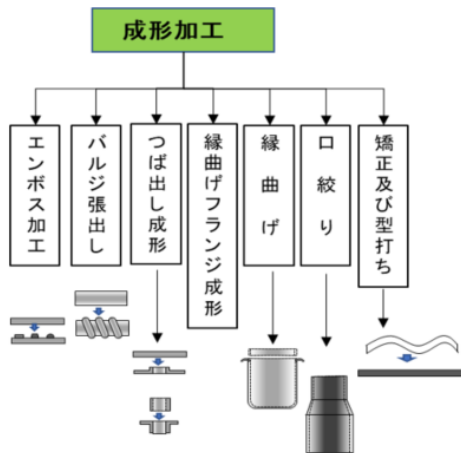 成形加工
エンボス加工
バルジ張出し
つば出し成形
縁曲げフランジ成形
縁曲げ
口絞り
矯正及び型打ち